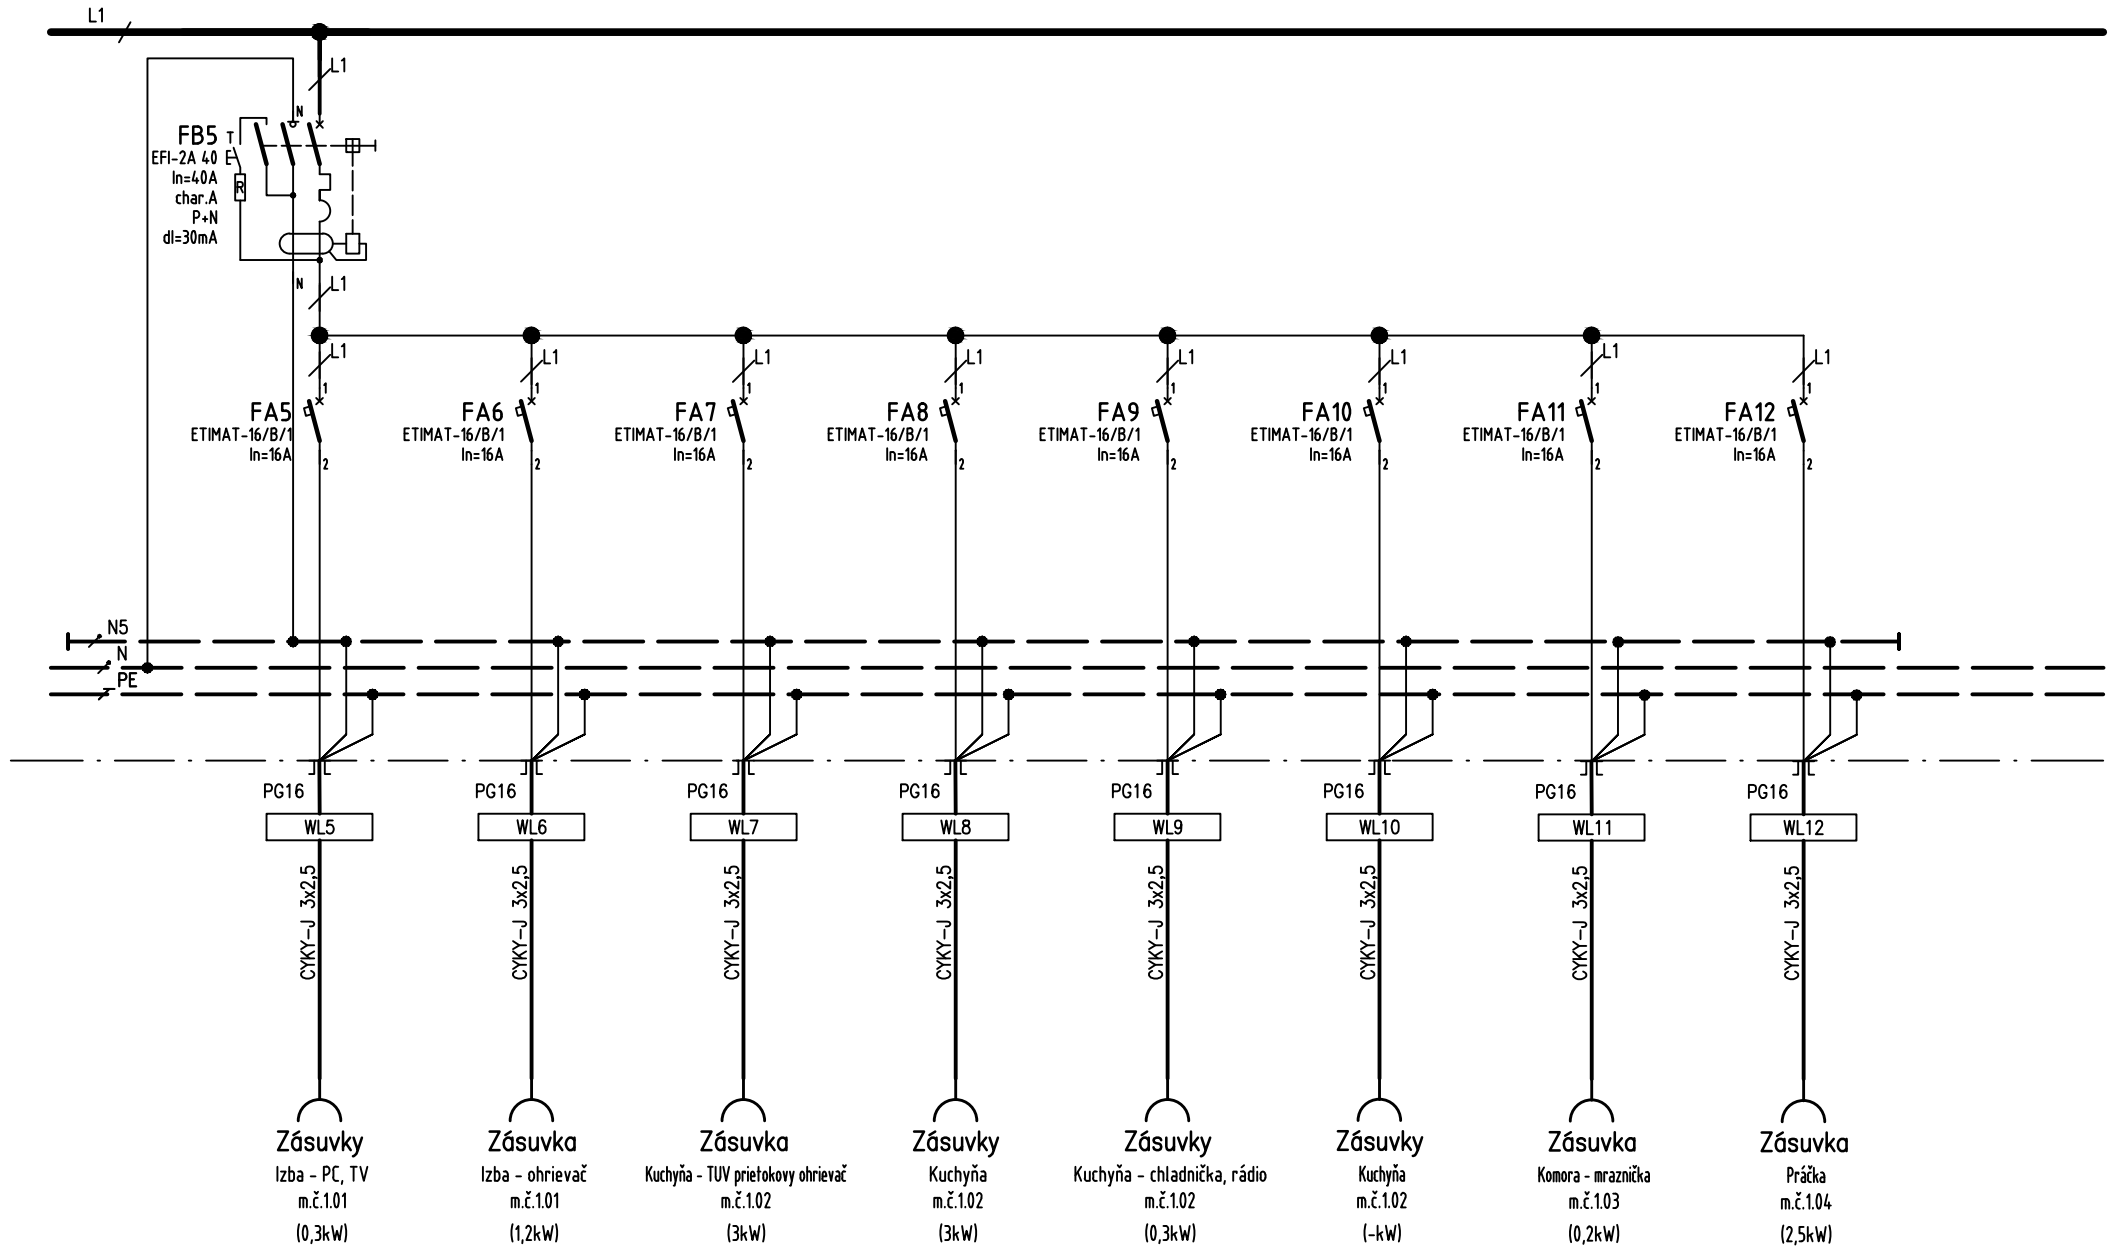 L1
L1
N
FB5
T
EFI-2A 40
E
In=40A
R
char.A
P+N
dI=30mA
N
L1
L1
L1
L1
L1
L1
L1
L1
L1
1
1
1
1
1
1
1
1
FA5
FA6
FA7
FA8
FA9
FA10
FA11
FA12
ETIMAT-16/B/1
ETIMAT-16/B/1
ETIMAT-16/B/1
ETIMAT-16/B/1
ETIMAT-16/B/1
ETIMAT-16/B/1
ETIMAT-16/B/1
ETIMAT-16/B/1
In=16A
In=16A
In=16A
In=16A
In=16A
In=16A
In=16A
In=16A
2
2
2
2
2
2
2
2
N5
N
PE
PG16
PG16
PG16
PG16
PG16
PG16
PG16
PG16
WL5
WL6
WL7
WL8
WL9
WL10
WL11
WL12
CYKY-J 3x2,5
CYKY-J 3x2,5
CYKY-J 3x2,5
CYKY-J 3x2,5
CYKY-J 3x2,5
CYKY-J 3x2,5
CYKY-J 3x2,5
CYKY-J 3x2,5
Zásuvky
Izba - PC, TV
m.č.1.01
(0,3kW)
Zásuvka
Izba - ohrievač
m.č.1.01
(1,2kW)
Zásuvka
Kuchyňa - TUV prietokovy ohrievač
m.č.1.02
(3kW)
Zásuvky
Kuchyňa
m.č.1.02
(3kW)
Zásuvky
Kuchyňa - chladnička, rádio
m.č.1.02
(0,3kW)
Zásuvky
Kuchyňa
m.č.1.02
(-kW)
Zásuvka
Komora - mraznička
m.č.1.03
(0,2kW)
Zásuvka
Práčka
m.č.1.04
(2,5kW)